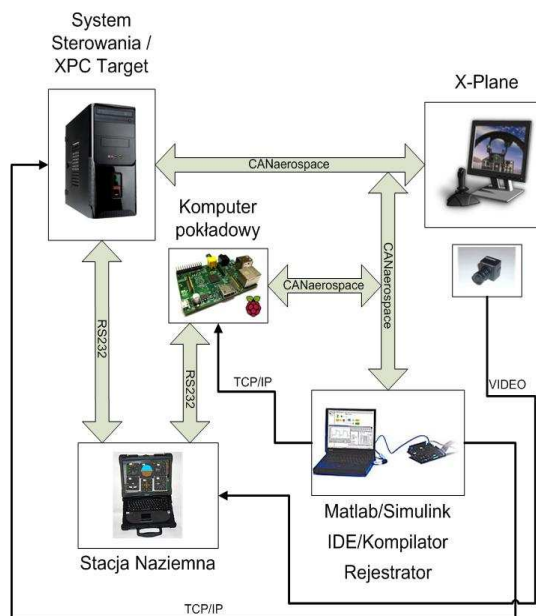 System
Sterowania /
XPC Target
X-Plane
CANaerospace
Komputer
pokładowy
CANaerospace
CANaerospace
RS232
RS232
TCP/IP
VIDEO
Matlab/Simulink
IDE/Kompilator
Rejestrator
Stacja Naziemna
TCP/IP